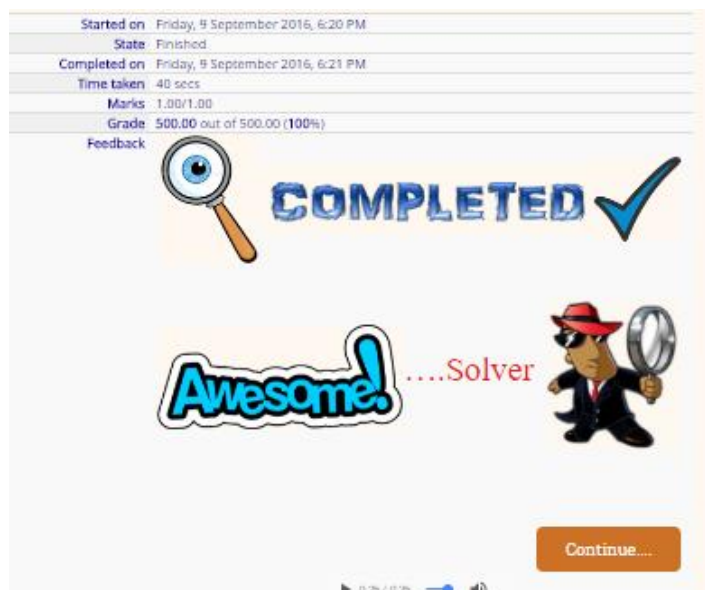 Started on Friday, 9 September 2016, 6:20 PM
State Finished
Completed on Friday, 9 September 2016, 6:21 PM
Time taken 40 secs
Marks 1.00/1.00
Grade 500.00 out of 500.00 (100%)
Feedback
COMPLETED
Awesome! ....Solver
Continue....